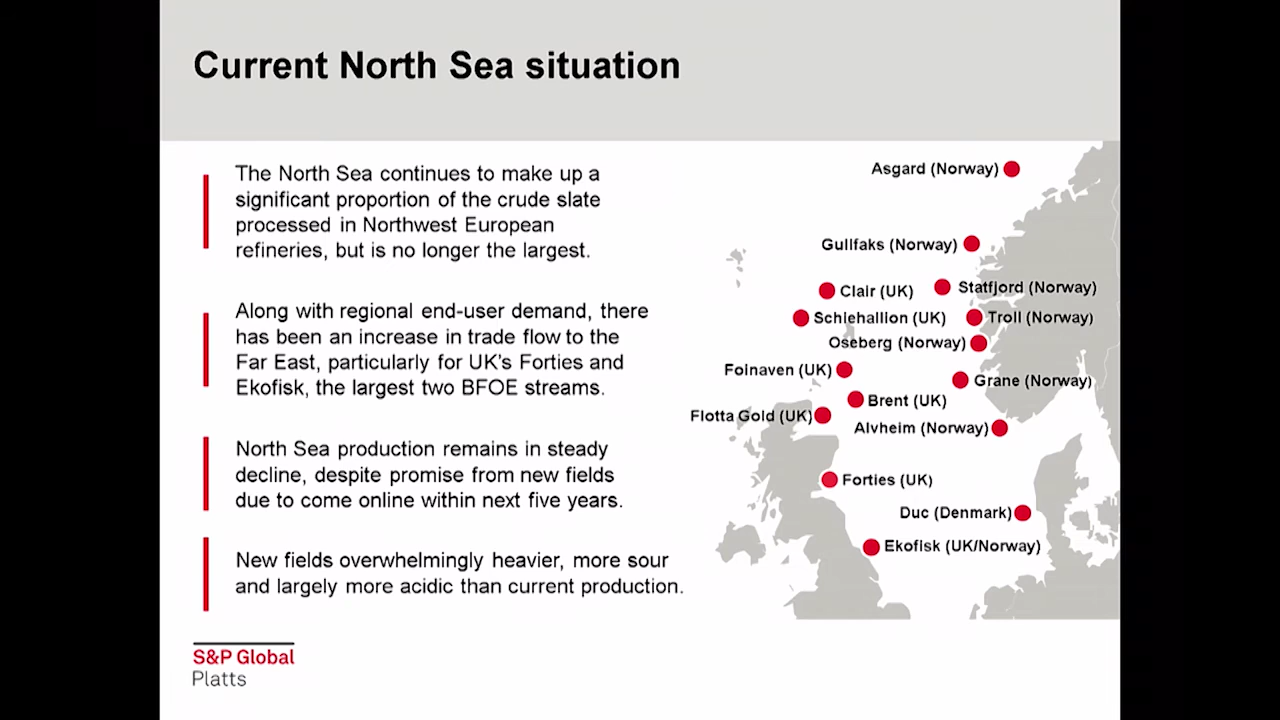 Current North Sea situation
The North Sea continues to make up a
significant proportion of the crude slate
processed in Northwest European
refineries, but is no longer the largest.
Along with regional end-user demand, there
has been an increase in trade flow to the
Far East, particularly for UK's Forties and
Ekofisk, the largest two BFOE streams.
North Sea production remains in steady
decline, despite promise from new fields
due to come online within next five years.
New fields overwhelmingly heavier, more sour
and largely more acidic than current production.
Asgard (Norway)
Gullfaks (Norway)
Clair (UK)
Statfjord (Norway)
Schiehallion (UK)
Troll (Norway)
Oseberg (Norway)
Foinaven (UK)
Grane (Norway)
Brent (UK)
Flotta Gold (UK)
Alvheim (Norway)
Forties (UK)
Duc (Denmark)
Ekofisk (UK/Norway)
S&P Global
Platts